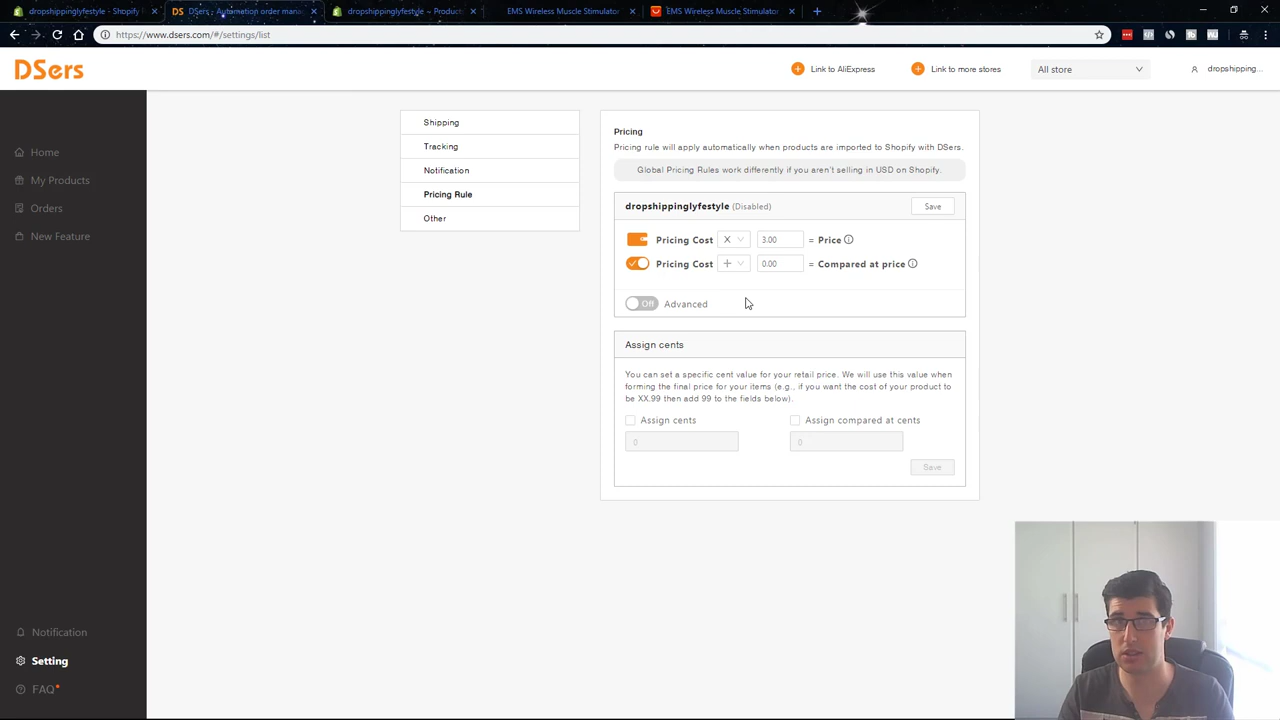 dropshippinglyfestyle - Shopify
DSers - Automation order mana
dropshippinglyfestyle ~ Product
EMS Wireless Muscle Stimulator
EMS Wireless Muscle Stimulator
https://www.dsers.com/#/settings/list
DSers
Link to AliExpress
Link to more stores
All store
dropshipping...
Home
My Products
Orders
New Feature
Notification
Setting
FAQ
Shipping
Tracking
Notification
Pricing Rule
Other
Pricing
Pricing rule will apply automatically when products are imported to Shopify with DSers.
Global Pricing Rules work differently if you aren't selling in USD on Shopify.
dropshippinglyfestyle (Disabled)
Save
Pricing Cost X 3.00 = Price
Pricing Cost + 0.00 = Compared at price
Off Advanced
Assign cents
You can set a specific cent value for your retail price. We will use this value when
forming the final price for your items (e.g., if you want the cost of your product to
be XX.99 then add 99 to the fields below).
Assign cents
Assign compared at cents
0
0
Save